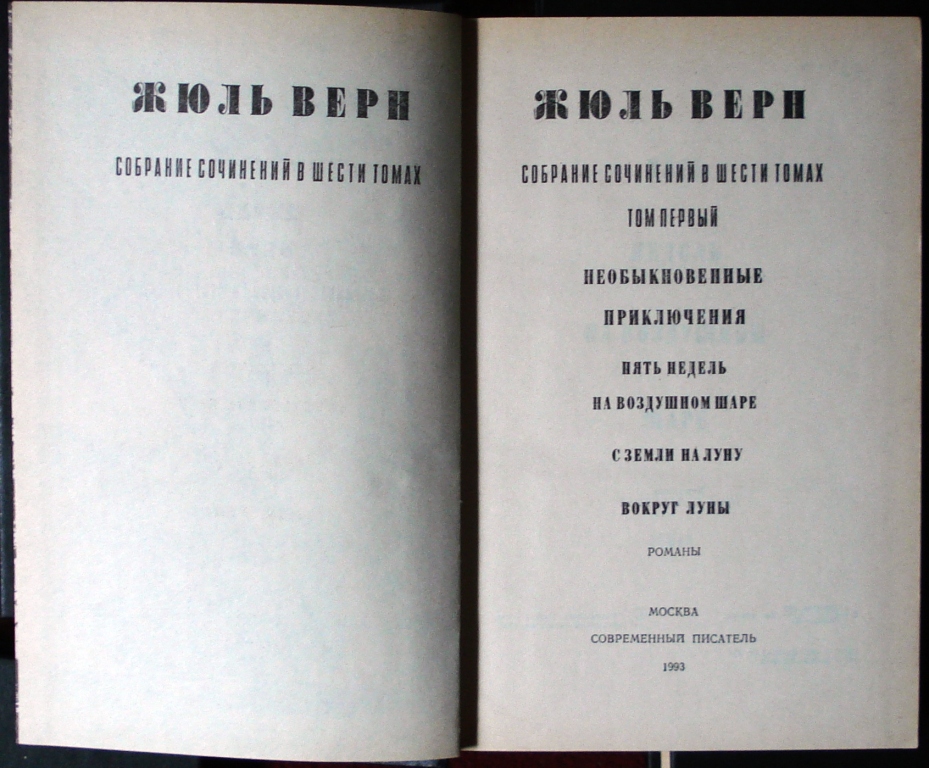 ЖЮЛЬ ВЕРН
СОБРАНИЕ СОЧИНЕНИЙ В ШЕСТИ ТОМАХ
ЖЮЛЬ ВЕРН
СОБРАНИЕ СОЧИНЕНИЙ В ШЕСТИ ТОМАХ
ТОМ ПЕРВЫЙ
НЕОБЫКНОВЕННЫЕ
ПРИКЛЮЧЕНИЯ
ПЯТЬ НЕДЕЛЬ
НА ВОЗДУШНОМ ШАРЕ
С ЗЕМЛИ НА ЛУНУ
ВОКРУГ ЛУНЫ
РОМАНЫ
МОСКВА
СОВРЕМЕННЫЙ ПИСАТЕЛЬ
1993